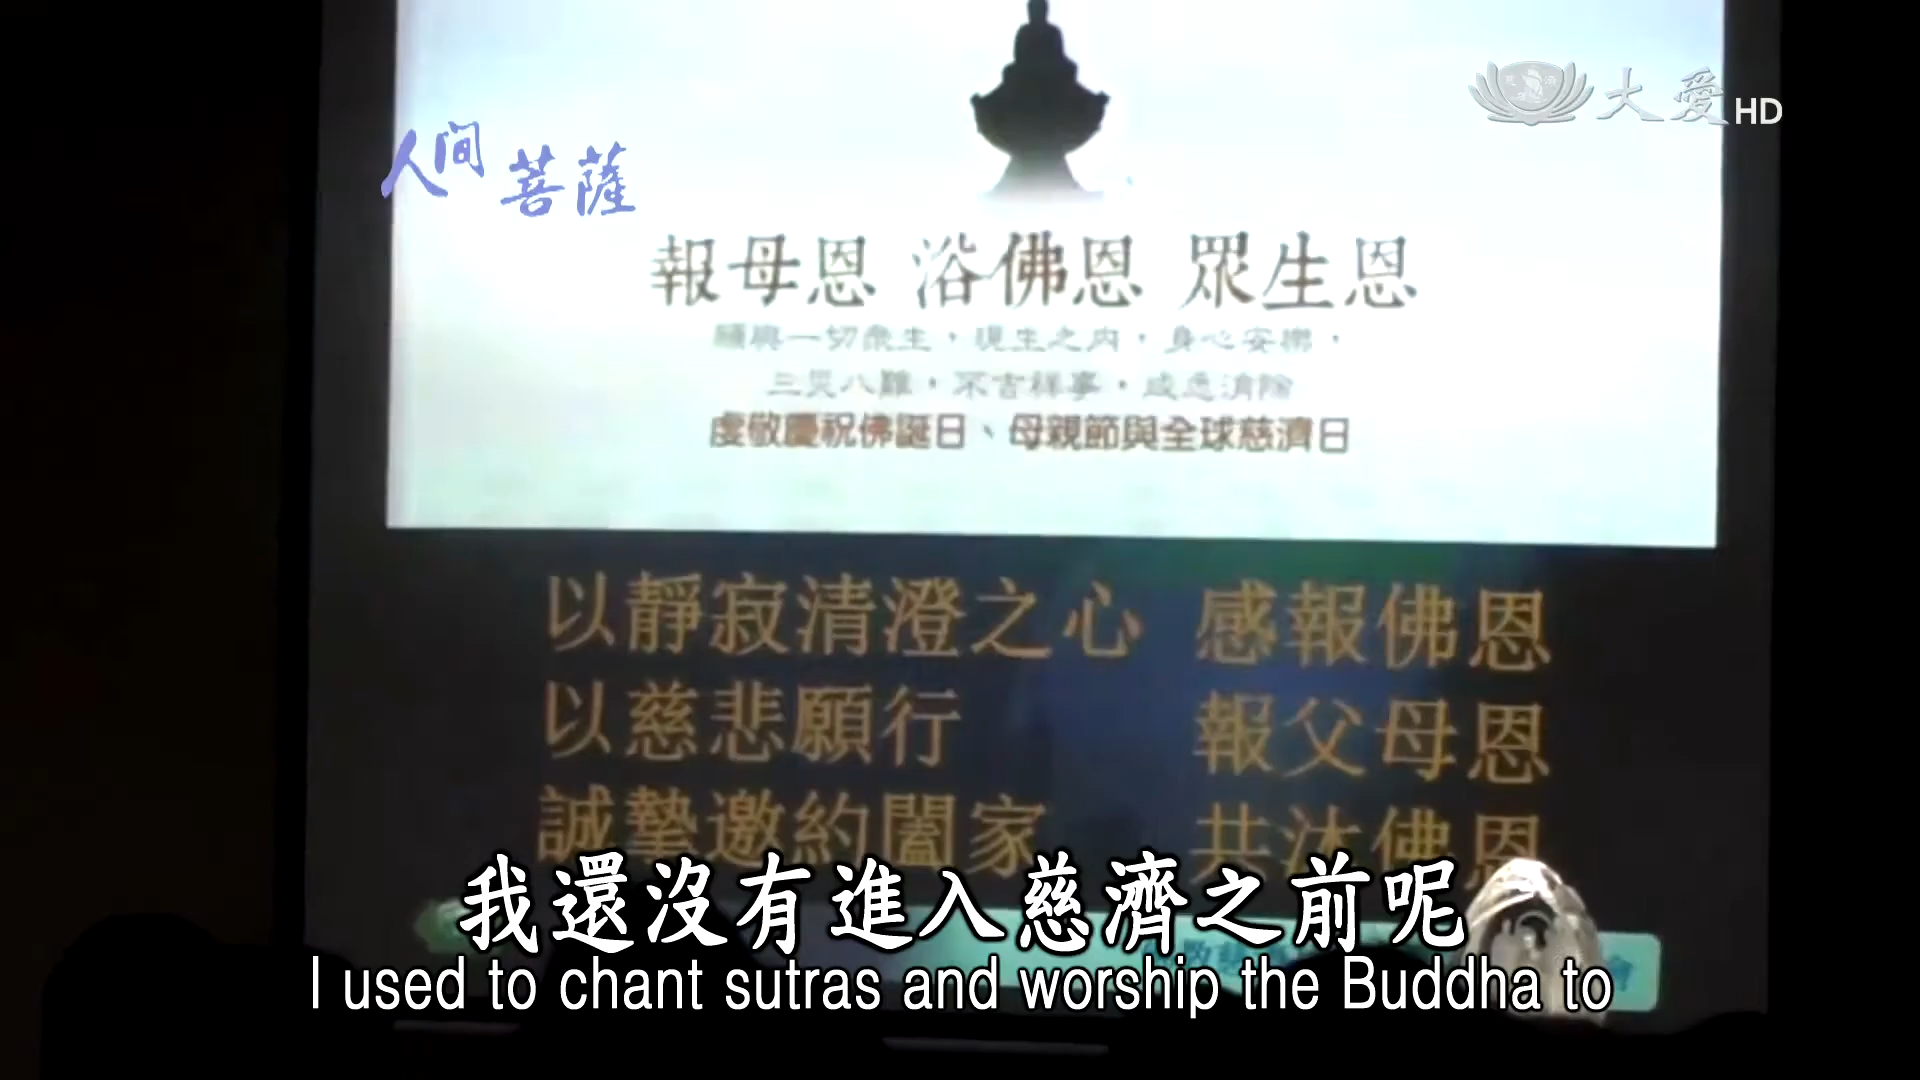 大愛HD
人间菩薩
報母恩 浴佛恩 眾生恩
願與一切眾生，現生之內，身心安樂，
三災八難，不吉祥事，咸悉消除
虔敬慶祝佛誕日、母親節與全球慈濟日
以靜寂清澄之心 感報佛恩
以慈悲願行 報父母恩
誠摯邀約闔家 共沐佛恩
我還沒有進入慈濟之前呢
I used to chant sutras and worship the Buddha to